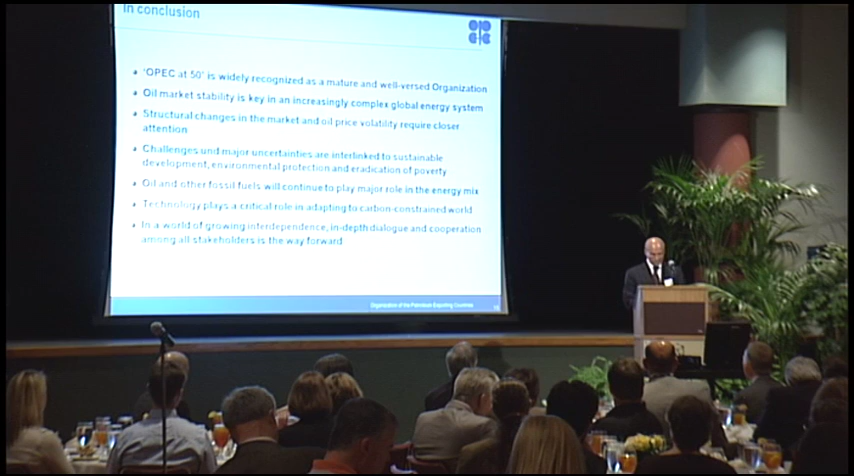 In conclusion
'OPEC at 50' is widely recognized as a mature and well-versed Organization
Oil market stability is key in an increasingly complex global energy system
Structural changes in the market and oil price volatility require closer
attention
Challenges and major uncertainties are interlinked to sustainable
development, environmental protection and eradication of poverty
Oil and other fossil fuels will continue to play major role in the energy mix
Technology plays a critical role in adapting to carbon-constrained world
In a world of growing interdependence, in-depth dialogue and cooperation
among all stakeholders is the way forward
Organization of the Petroleum Exporting Countries